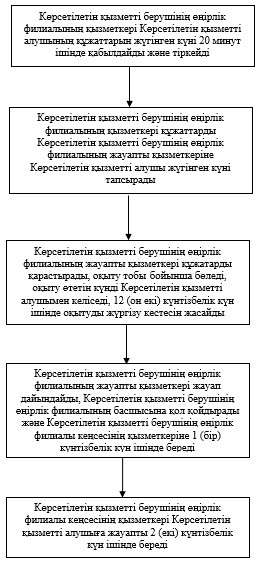 Көрсетілетін қызметті берушінің өңірлік
филиалының қызметкері Көрсетілетін қызметті
алушының құжаттарын жүгінген күні 20 минут
ішінде қабылдайды және тіркейді
Көрсетілетін қызметті берушінің өңірлік
филиалының қызметкері құжаттарды
Көрсетілетін қызметті берушінің өңірлік
филиалының жауапты қызметкеріне
Көрсетілетін қызметті алушы жүгінген күні
тапсырады
Көрсетілетін қызметті берушінің өңірлік
филиалының жауапты қызметкері құжатарды
қарастырады, оқыту тобы бойынша бөледі,
оқыту өтетін күнді Көрсетілетін қызметті
алушымен келіседі, 12 (он екі) күнтізбелік күн
ішінде оқытуды жүргізу кестесін жасайды
Көрсетілетін қызметті берушінің өңірлік
филиалының жауапты қызметкері жауап
дайындайды, Көрсетілетін қызметті берушінің
өңірлік филиалының басшысына қол қойдырады
және Көрсетілетін қызметті берушінің өңірлік
филиалы кеңсесінің қызметкеріне 1 (бір)
күнтізбелік күн ішінде береді
Көрсетілетін қызметті берушінің өңірлік
филиалы кеңсесінің қызметкері Көрсетілетін
қызметті алушыға жауапты 2 (екі) күнтізбелік
күн ішінде береді